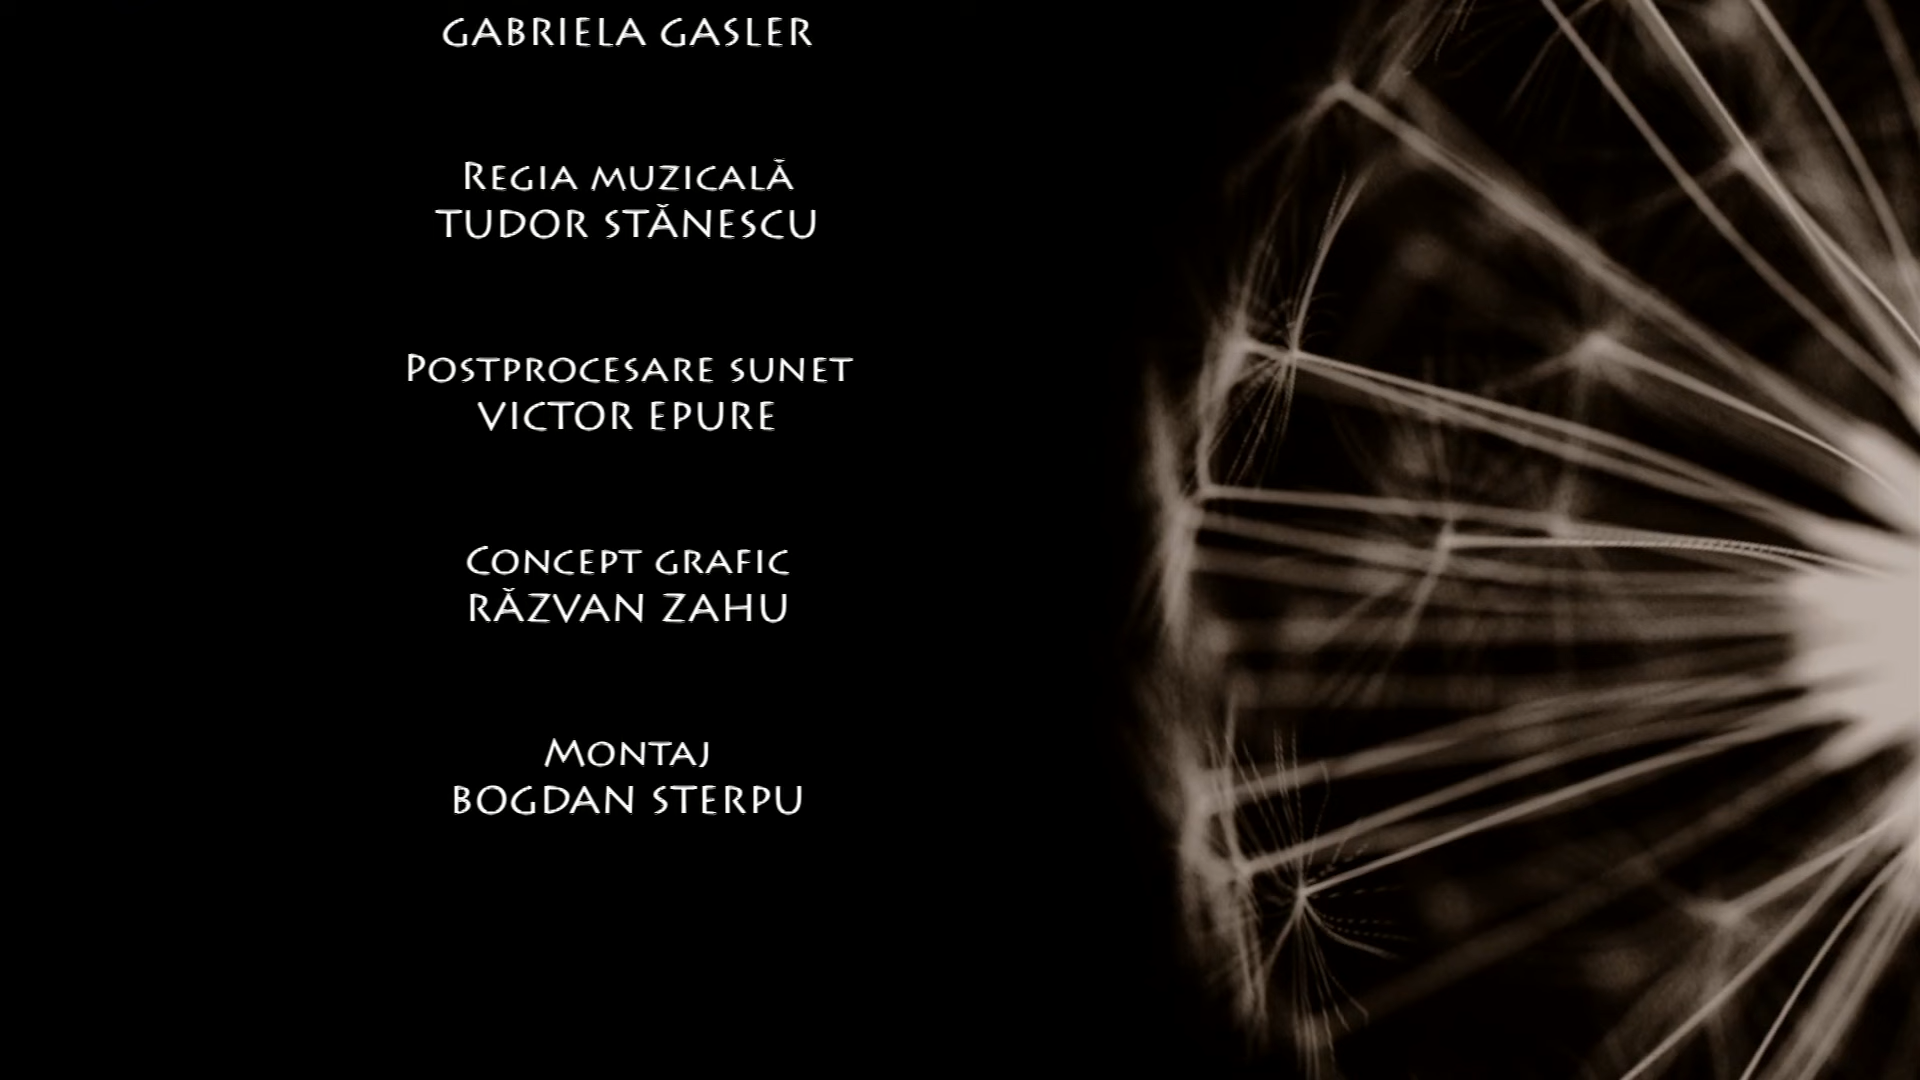 GABRIELA GASLER
REGIA MUZICALĂ
TUDOR STĂNESCU
POSTPROCESARE SUNET
VICTOR EPURE
CONCEPT GRAFIC
RĂZVAN ZAHU
MONTAJ
BOGDAN STERPU